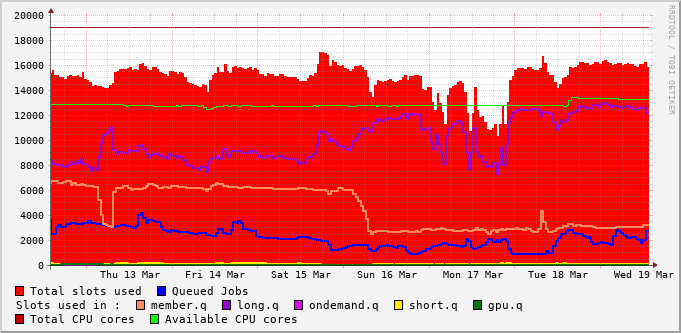 20000
18000
16000
14000
12000
10000
8000
6000
4000
2000
0
Thu 13 Mar Fri 14 Mar Sat 15 Mar Sun 16 Mar Mon 17 Mar Tue 18 Mar Wed 19 Mar
Total slots used Queued Jobs
Slots used in : member.q long.q ondemand.q short.q gpu.q
Total CPU cores Available CPU cores
RRDTOOL / TOBI OETIKER